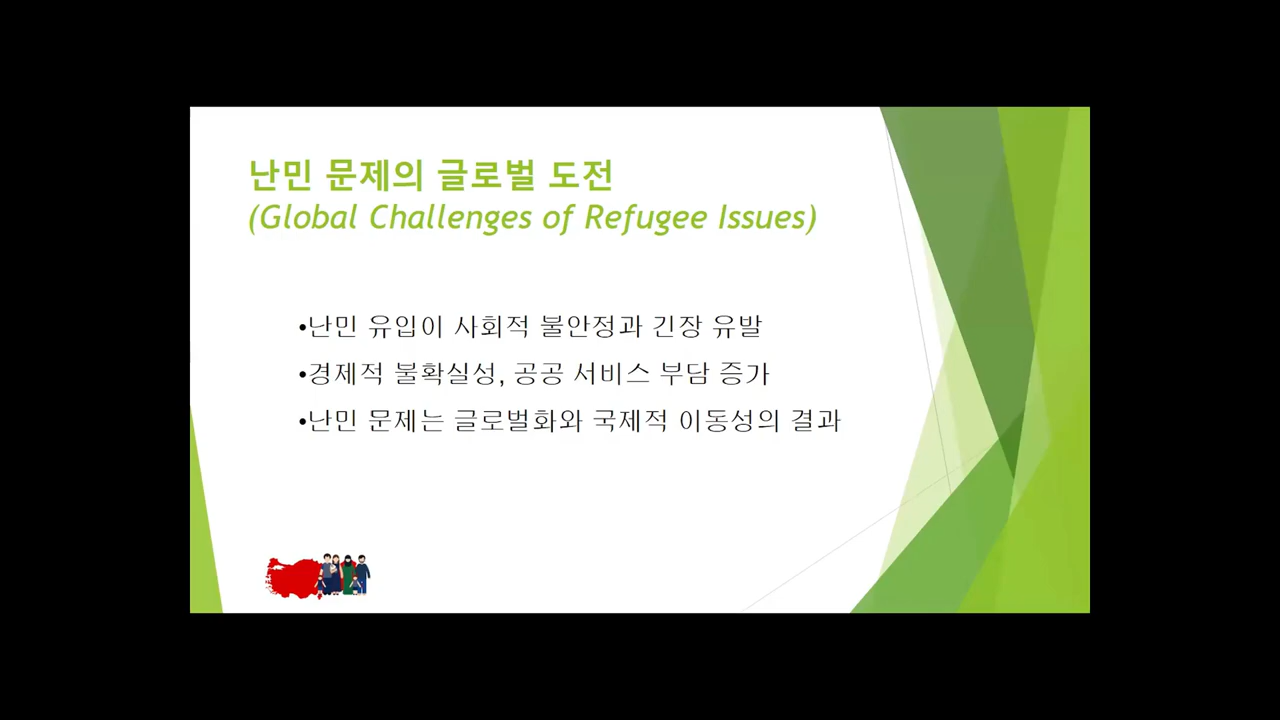 난민 문제의 글로벌 도전
(Global Challenges of Refugee Issues)
•난민 유입이 사회적 불안정과 긴장 유발
•경제적 불확실성, 공공 서비스 부담 증가
•난민 문제는 글로벌화와 국제적 이동성의 결과